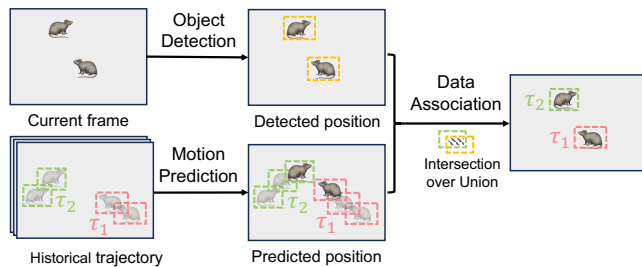 Object
Detection
Current frame
Detected position
Motion
Prediction
τ₂
τ₁
Historical trajectory
τ₂
τ₁
Predicted position
Data
Association
Intersection
over Union
τ₂
τ₁